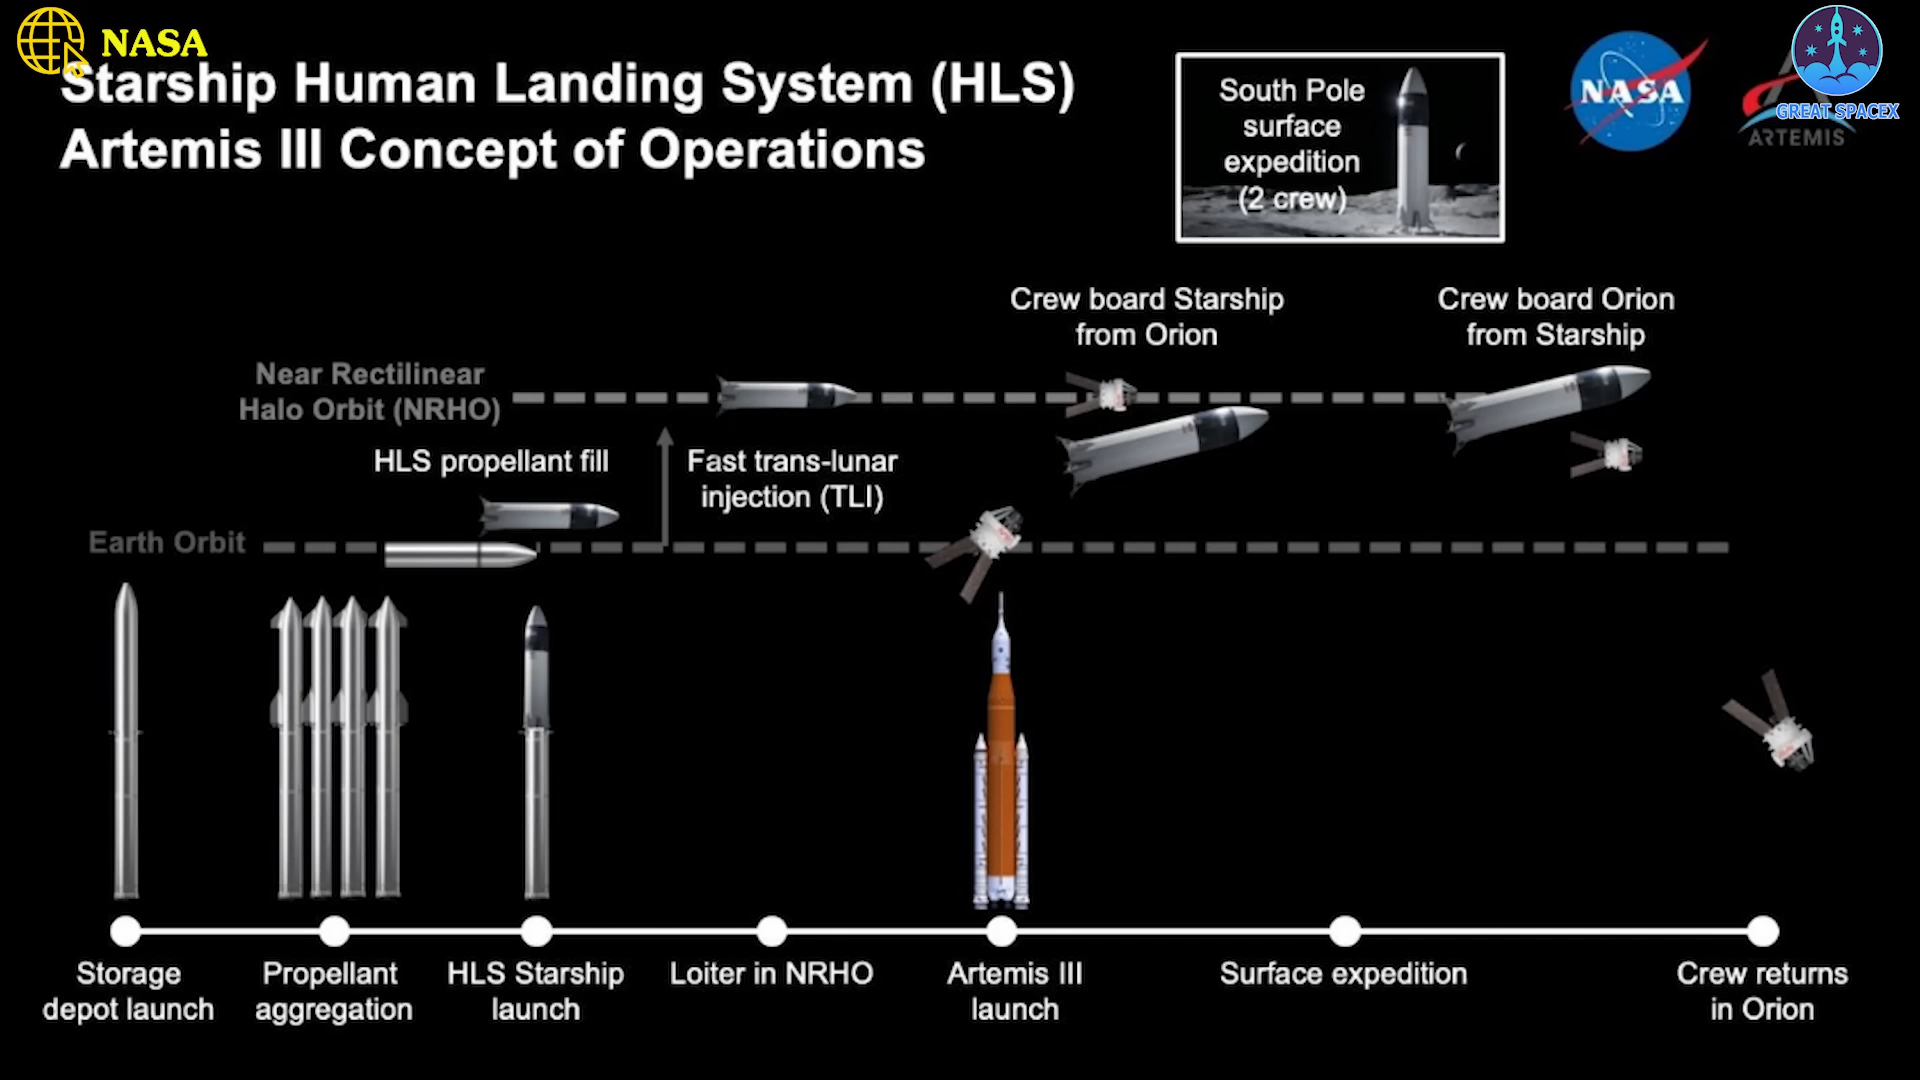 NASA
Starship Human Landing System (HLS)
Artemis III Concept of Operations
South Pole
surface
expedition
(2 crew)
NASA
GREAT SPACEX
ARTEMIS
Crew board Starship
from Orion
Crew board Orion
from Starship
Near Rectilinear
Halo Orbit (NRHO)
HLS propellant fill
Fast trans-lunar
injection (TLI)
Earth Orbit
Storage
depot launch
Propellant
aggregation
HLS Starship
launch
Loiter in NRHO
Artemis III
launch
Surface expedition
Crew returns
in Orion